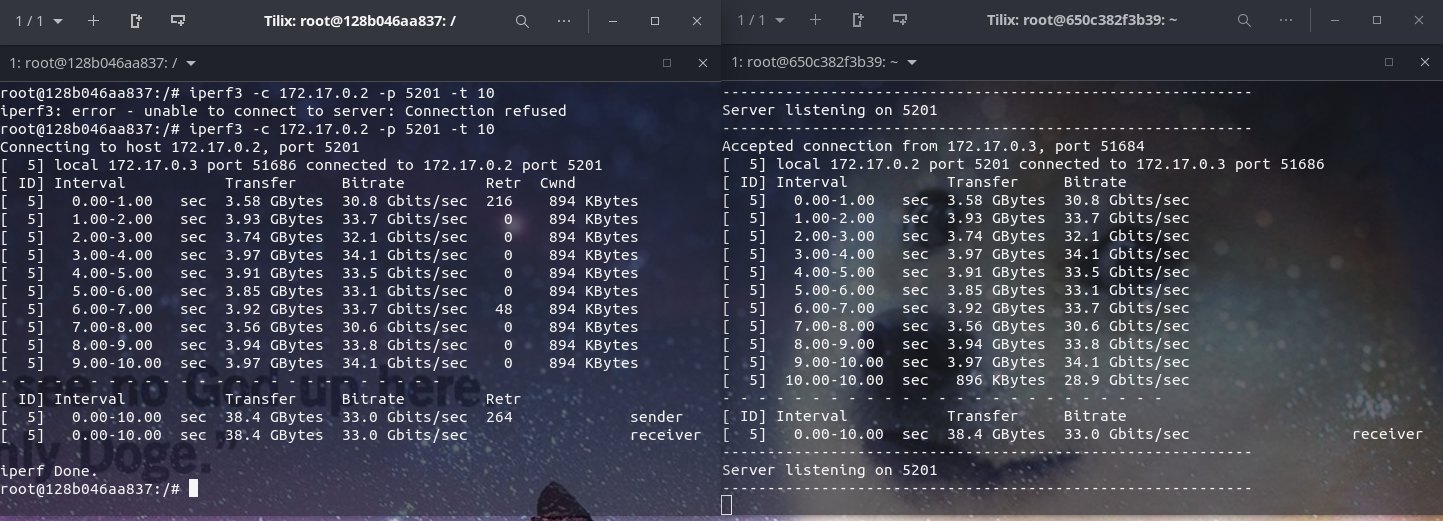 1 / 1
Tilix: root@128b046aa837: /
1: root@128b046aa837: /
root@128b046aa837:/# iperf3 -c 172.17.0.2 -p 5201 -t 10
iperf3: error - unable to connect to server: Connection refused
root@128b046aa837:/# iperf3 -c 172.17.0.2 -p 5201 -t 10
Connecting to host 172.17.0.2, port 5201
[  5] local 172.17.0.3 port 51686 connected to 172.17.0.2 port 5201
[ ID] Interval           Transfer     Bitrate         Retr  Cwnd
[  5]   0.00-1.00   sec  3.58 GBytes  30.8 Gbits/sec  216    894 KBytes
[  5]   1.00-2.00   sec  3.93 GBytes  33.7 Gbits/sec    0    894 KBytes
[  5]   2.00-3.00   sec  3.74 GBytes  32.1 Gbits/sec    0    894 KBytes
[  5]   3.00-4.00   sec  3.97 GBytes  34.1 Gbits/sec    0    894 KBytes
[  5]   4.00-5.00   sec  3.91 GBytes  33.5 Gbits/sec    0    894 KBytes
[  5]   5.00-6.00   sec  3.85 GBytes  33.1 Gbits/sec    0    894 KBytes
[  5]   6.00-7.00   sec  3.92 GBytes  33.7 Gbits/sec   48    894 KBytes
[  5]   7.00-8.00   sec  3.56 GBytes  30.6 Gbits/sec    0    894 KBytes
[  5]   8.00-9.00   sec  3.94 GBytes  33.8 Gbits/sec    0    894 KBytes
[  5]   9.00-10.00  sec  3.97 GBytes  34.1 Gbits/sec    0    894 KBytes
- - - - - - - - - - - - - - - - - - - - - - - - -
[ ID] Interval           Transfer     Bitrate         Retr
[  5]   0.00-10.00  sec  38.4 GBytes  33.0 Gbits/sec  264             sender
[  5]   0.00-10.00  sec  38.4 GBytes  33.0 Gbits/sec                  receiver
iperf Done.
root@128b046aa837:/#
1 / 1
Tilix: root@650c382f3b39: ~
1: root@650c382f3b39: ~
-----------------------------------------------------------
Server listening on 5201
-----------------------------------------------------------
Accepted connection from 172.17.0.3, port 51684
[  5] local 172.17.0.2 port 5201 connected to 172.17.0.3 port 51686
[ ID] Interval           Transfer     Bitrate
[  5]   0.00-1.00   sec  3.58 GBytes  30.8 Gbits/sec
[  5]   1.00-2.00   sec  3.93 GBytes  33.7 Gbits/sec
[  5]   2.00-3.00   sec  3.74 GBytes  32.1 Gbits/sec
[  5]   3.00-4.00   sec  3.97 GBytes  34.1 Gbits/sec
[  5]   4.00-5.00   sec  3.91 GBytes  33.5 Gbits/sec
[  5]   5.00-6.00   sec  3.85 GBytes  33.1 Gbits/sec
[  5]   6.00-7.00   sec  3.92 GBytes  33.7 Gbits/sec
[  5]   7.00-8.00   sec  3.56 GBytes  30.6 Gbits/sec
[  5]   8.00-9.00   sec  3.94 GBytes  33.8 Gbits/sec
[  5]   9.00-10.00  sec  3.97 GBytes  34.1 Gbits/sec
[  5]  10.00-10.00  sec   896 KBytes  28.9 Gbits/sec
- - - - - - - - - - - - - - - - - - - - - - - - -
[ ID] Interval           Transfer     Bitrate
[  5]   0.00-10.00  sec  38.4 GBytes  33.0 Gbits/sec                  receiver
-----------------------------------------------------------
Server listening on 5201
-----------------------------------------------------------
see no God up here
Doge.”